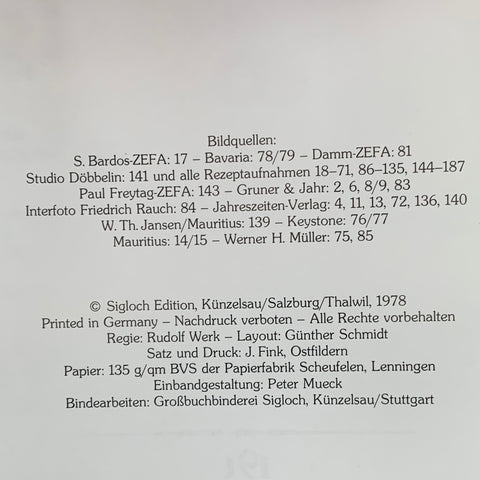 Bildquellen:
S. Bardos-ZEFA: 17 – Bavaria: 78/79 – Damm-ZEFA: 81
Studio Döbbelin: 141 und alle Rezeptaufnahmen 18–71, 86–135, 144–187
Paul Freytag-ZEFA: 143 – Gruner & Jahr: 2, 6, 8/9, 83
Interfoto Friedrich Rauch: 84 – Jahreszeiten-Verlag: 4, 11, 13, 72, 136, 140
W. Th. Jansen/Mauritius: 139 – Keystone: 76/77
Mauritius: 14/15 – Werner H. Müller: 75, 85
© Sigloch Edition, Künzelsau/Salzburg/Thalwil, 1978
Printed in Germany – Nachdruck verboten – Alle Rechte vorbehalten
Regie: Rudolf Werk – Layout: Günther Schmidt
Satz und Druck: J. Fink, Ostfildern
Papier: 135 g/qm BVS der Papierfabrik Scheufelen, Lenningen
Einbandgestaltung: Peter Mueck
Bindearbeiten: Großbuchbinderei Sigloch, Künzelsau/Stuttgart